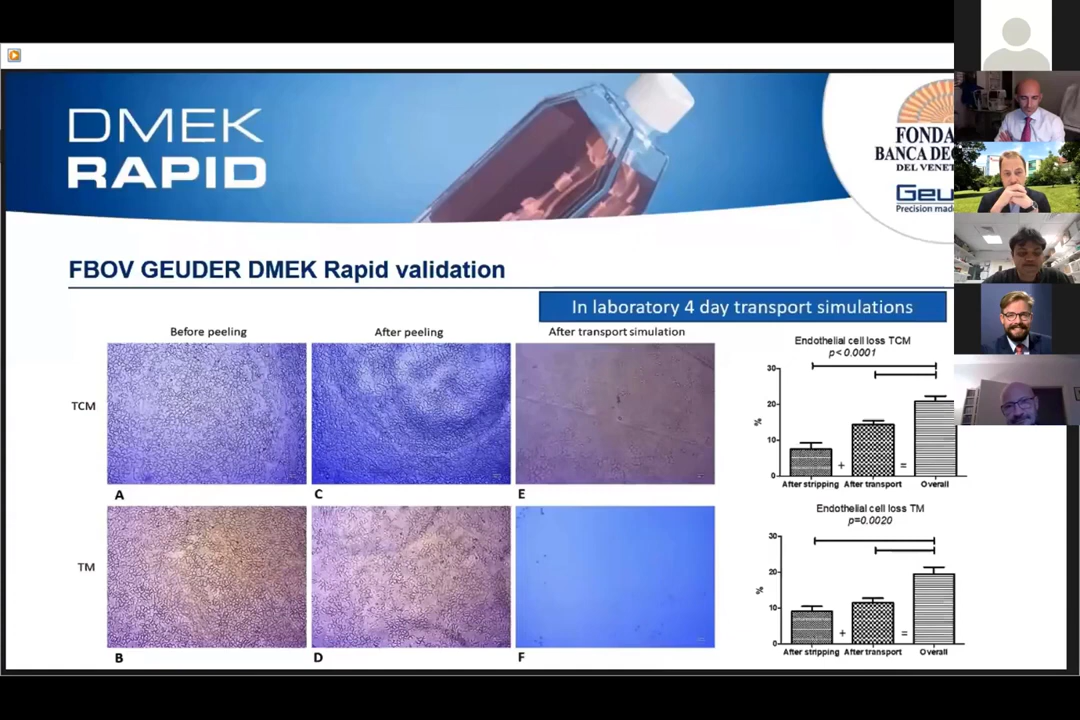 DMEK
RAPID
FONDA
BANCA DE
DEL VENE
Geu
Precision mad
FBOV GEUDER DMEK Rapid validation
In laboratory 4 day transport simulations
Before peeling
After peeling
After transport simulation
TCM
A
C
E
TM
B
D
F
Endothelial cell loss TCM
p< 0.0001
30
20
10
0
%
+
=
After stripping
After transport
Overall
Endothelial cell loss TM
p=0.0020
30
20
10
0
%
+
=
After stripping
After transport
Overall